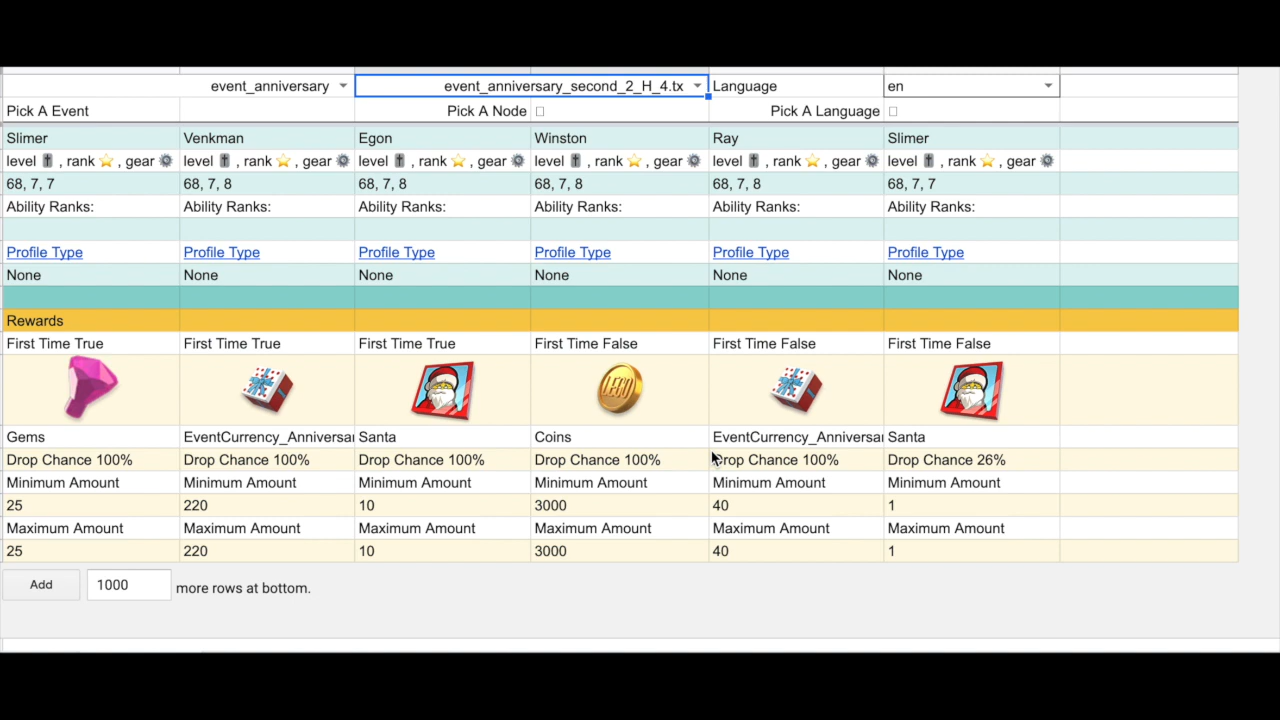 event_anniversary event_anniversary_second_2_H_4.tx Language en
Pick A Event Pick A Node Pick A Language
Slimer Venkman Egon Winston Ray Slimer
level , rank , gear level , rank , gear level , rank , gear level , rank , gear level , rank , gear level , rank , gear
68, 7, 7 68, 7, 8 68, 7, 8 68, 7, 8 68, 7, 8 68, 7, 7
Ability Ranks: Ability Ranks: Ability Ranks: Ability Ranks: Ability Ranks: Ability Ranks:
Profile Type Profile Type Profile Type Profile Type Profile Type Profile Type
None None None None None None
Rewards
First Time True First Time True First Time True First Time False First Time False First Time False
LEGO
Gems EventCurrency_Anniversar Santa Coins EventCurrency_Anniversar Santa
Drop Chance 100% Drop Chance 100% Drop Chance 100% Drop Chance 100% Drop Chance 100% Drop Chance 26%
Minimum Amount Minimum Amount Minimum Amount Minimum Amount Minimum Amount Minimum Amount
25 220 10 3000 40 1
Maximum Amount Maximum Amount Maximum Amount Maximum Amount Maximum Amount Maximum Amount
25 220 10 3000 40 1
Add 1000 more rows at bottom.